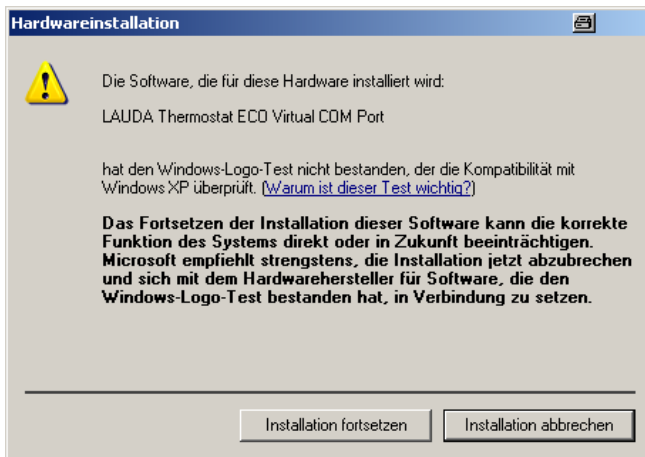 Hardwareinstallation
Die Software, die für diese Hardware installiert wird:
LAUDA Thermostat ECO Virtual COM Port
hat den Windows-Logo-Test nicht bestanden, der die Kompatibilität mit
Windows XP überprüft. (Warum ist dieser Test wichtig?)
Das Fortsetzen der Installation dieser Software kann die korrekte
Funktion des Systems direkt oder in Zukunft beeinträchtigen.
Microsoft empfiehlt strengstens, die Installation jetzt abzubrechen
und sich mit dem Hardwarehersteller für Software, die den
Windows-Logo-Test bestanden hat, in Verbindung zu setzen.
Installation fortsetzen
Installation abbrechen